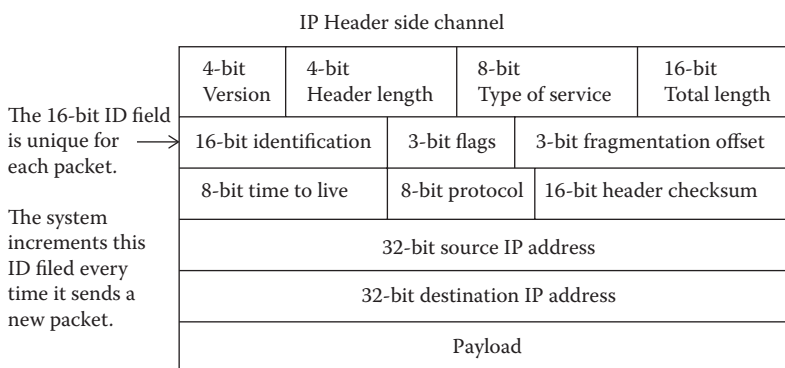 IP Header side channel
4-bit
Version
4-bit
Header length
8-bit
Type of service
16-bit
Total length
The 16-bit ID field
is unique for
each packet.
16-bit identification
3-bit flags
3-bit fragmentation offset
8-bit time to live
8-bit protocol
16-bit header checksum
The system
increments this
ID filed every
time it sends a
new packet.
32-bit source IP address
32-bit destination IP address
Payload